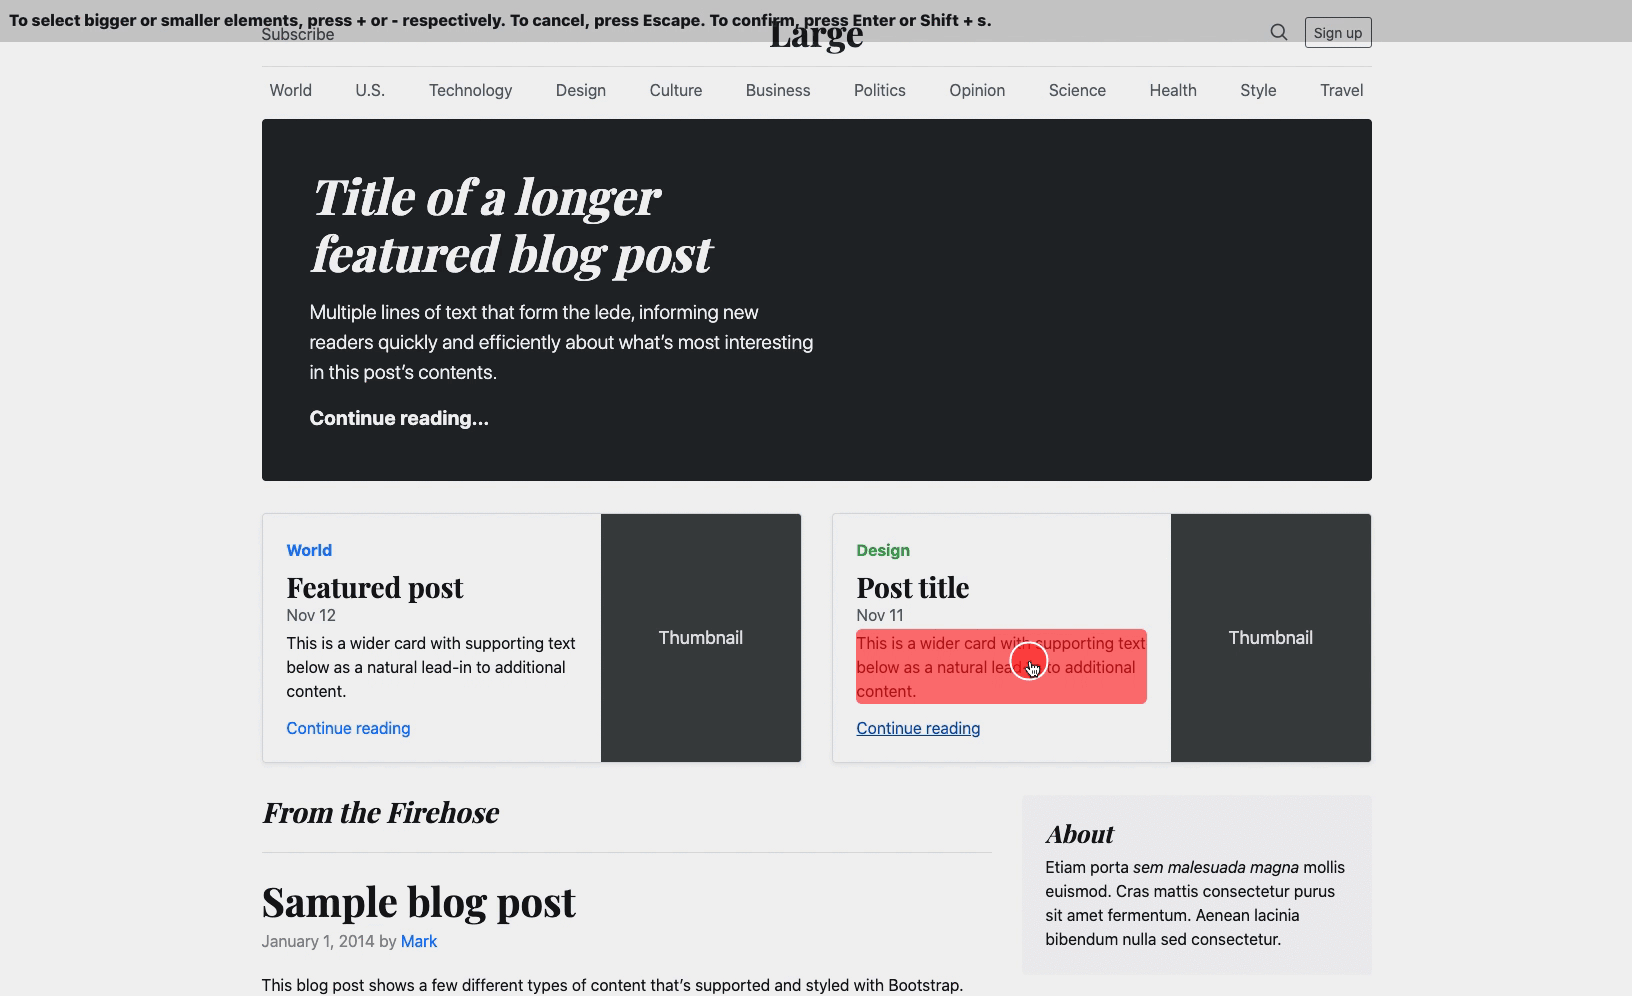 To select bigger or smaller elements, press + or - respectively. To cancel, press Escape. To confirm, press Enter or Shift + s.
Subscribe
Large
Sign up
World U.S. Technology Design Culture Business Politics Opinion Science Health Style Travel
Title of a longer
featured blog post
Multiple lines of text that form the lede, informing new
readers quickly and efficiently about what’s most interesting
in this post’s contents.
Continue reading...
World
Featured post
Nov 12
This is a wider card with supporting text
below as a natural lead-in to additional
content.
Continue reading
Thumbnail
Design
Post title
Nov 11
This is a wider card with supporting text
below as a natural lead-in to additional
content.
Continue reading
Thumbnail
From the Firehose
Sample blog post
January 1, 2014 by Mark
This blog post shows a few different types of content that’s supported and styled with Bootstrap.
About
Etiam porta sem malesuada magna mollis
euismod. Cras mattis consectetur purus
sit amet fermentum. Aenean lacinia
bibendum nulla sed consectetur.